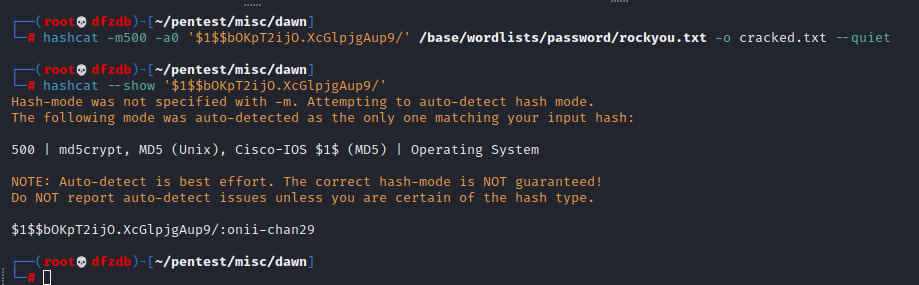 ┌──(root💀dfzdb)-[~/pentest/misc/dawn]
└─# hashcat -m500 -a0 '$1$$bOKpT2ijO.XcGlpjgAup9/' /base/wordlists/password/rockyou.txt -o cracked.txt --quiet
┌──(root💀dfzdb)-[~/pentest/misc/dawn]
└─# hashcat --show '$1$$bOKpT2ijO.XcGlpjgAup9/'
Hash-mode was not specified with -m. Attempting to auto-detect hash mode.
The following mode was auto-detected as the only one matching your input hash:
500 | md5crypt, MD5 (Unix), Cisco-IOS $1$ (MD5) | Operating System
NOTE: Auto-detect is best effort. The correct hash-mode is NOT guaranteed!
Do NOT report auto-detect issues unless you are certain of the hash type.
$1$$bOKpT2ijO.XcGlpjgAup9/:onii-chan29
┌──(root💀dfzdb)-[~/pentest/misc/dawn]
└─#